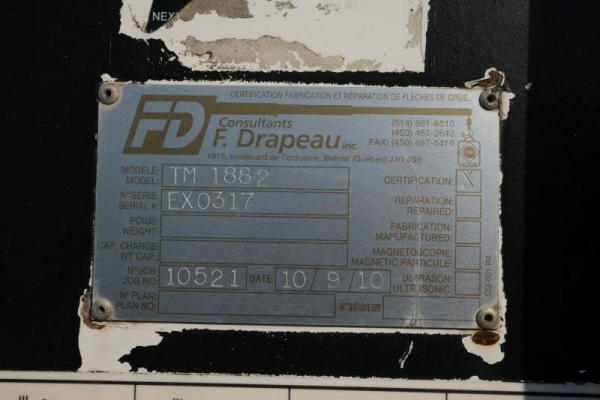 NEX
CERTIFICATION FABRICATION ET RÉPARATION DE FLÈCHES DE GRUE
FD
Consultants
F. Drapeau inc.
(514) 861-6510
(450) 467-2642
FAX: (450) 467-5416
1915, boulevard de l'industrie, Beloeil (Québec) J3G 4S5
MODÈLE:
MODEL: TM 1882
CERTIFICATION: X
N° SÉRIE:
SERIAL #: EX0317
RÉPARATION:
REPAIRED:
POIDS:
WEIGHT:
FABRICATION:
MANUFACTURED:
CAP. CHARGE:
WT CAP.:
MAGNÉTOSCOPIE:
MAGNETIC PARTICULE:
N° JOB:
JOB NO: 10521 DATE: 10/9/10
ULTRASON:
ULTRASONIC:
N° PLAN:
PLAN NO:
N° SOUDEUR